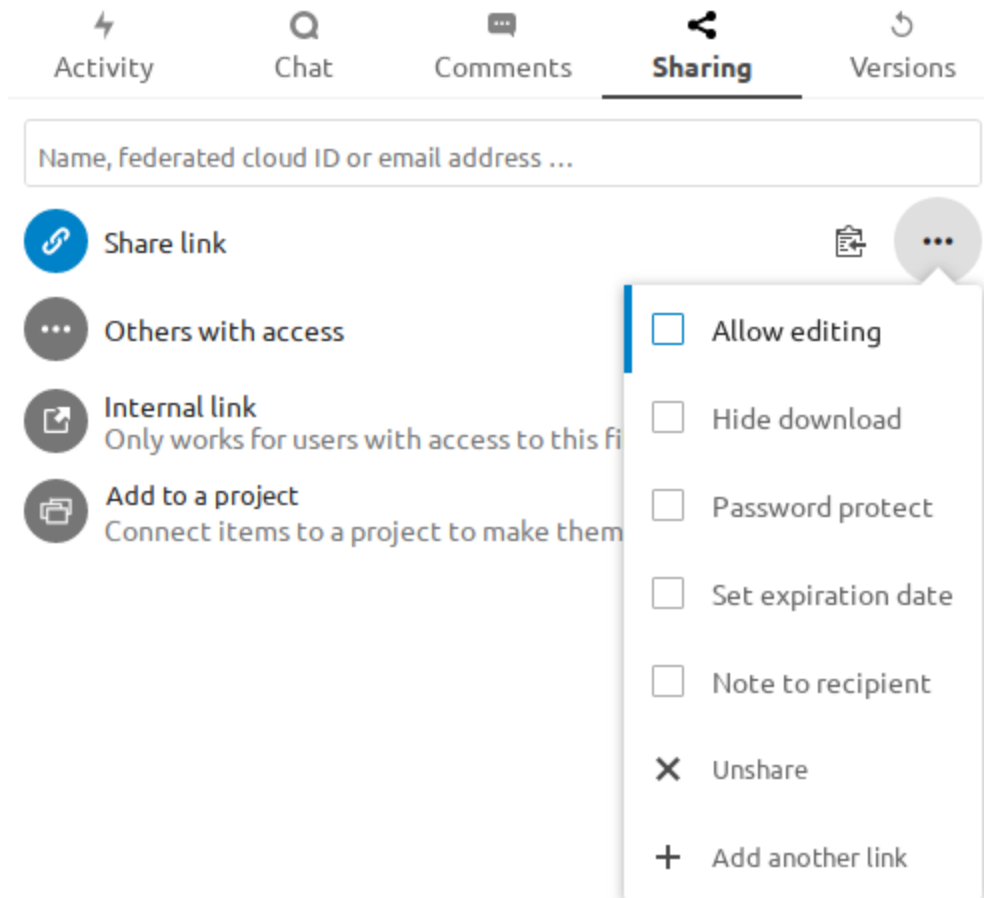 Activity
Chat
Comments
Sharing
Versions
Name, federated cloud ID or email address ...
Share link
Others with access
Allow editing
Internal link
Only works for users with access to this fi
Hide download
Add to a project
Connect items to a project to make them
Password protect
Set expiration date
Note to recipient
Unshare
Add another link